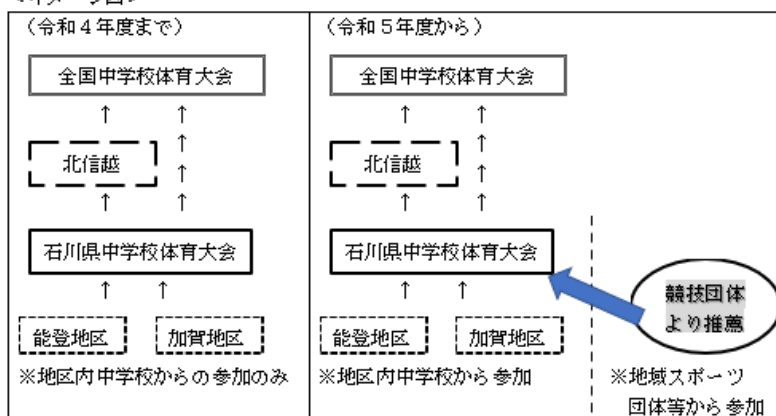 （令和４年度まで）
全国中学校体育大会
↑ ↑
↑
北信越
↑
↑ ↑
石川県中学校体育大会
↑ ↑
能登地区 加賀地区
※地区内中学校からの参加のみ
（令和５年度から）
全国中学校体育大会
↑ ↑
↑
北信越
↑
↑ ↑
石川県中学校体育大会
↑ ↑
能登地区 加賀地区
※地区内中学校から参加
競技団体
より推薦
※地域スポーツ
団体等から参加